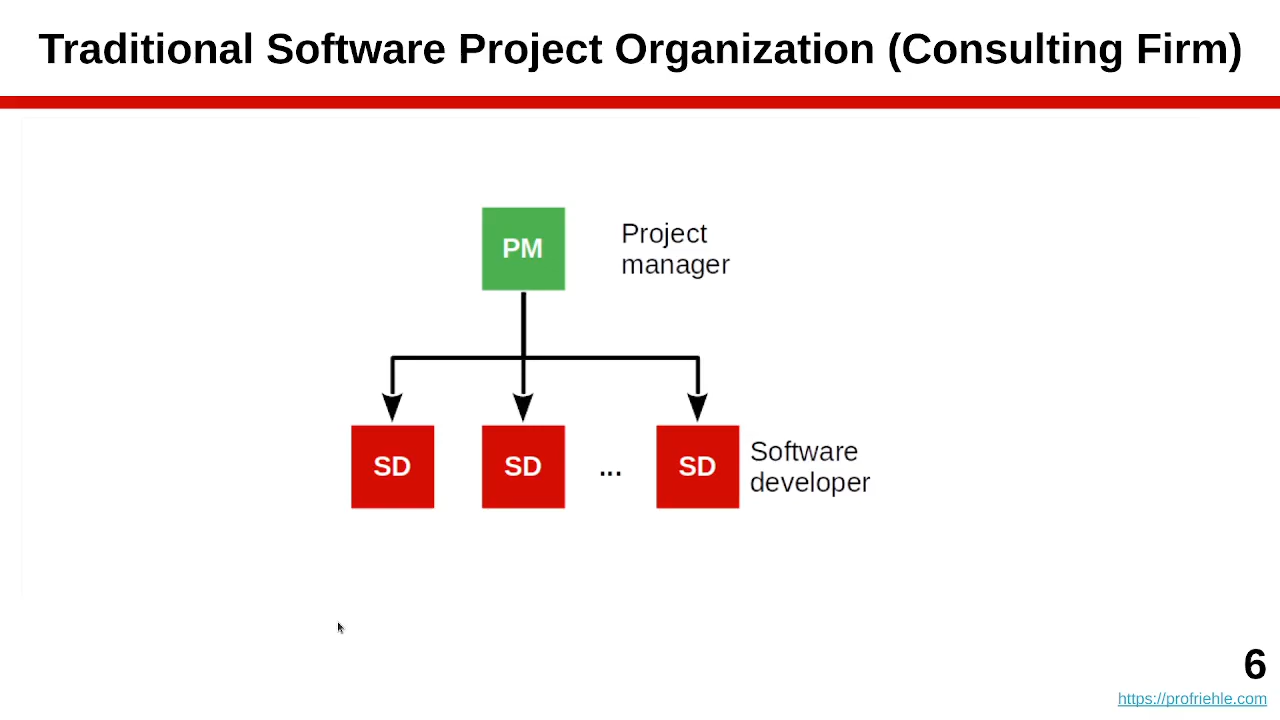 Traditional Software Project Organization (Consulting Firm)
PM
Project
manager
SD
SD
...
SD
Software
developer
6
https://profriehle.com